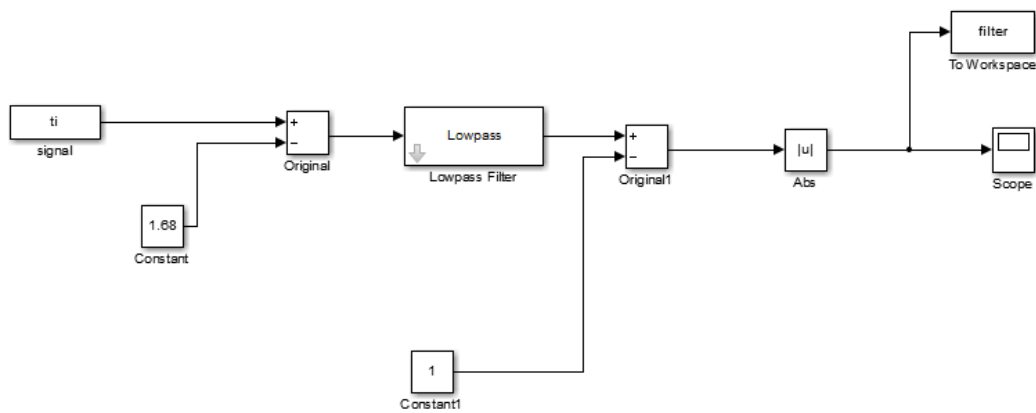 filter
To Workspace
ti
signal
+
−
Original
Lowpass
Lowpass Filter
+
−
Original1
|u|
Abs
Scope
1.68
Constant
1
Constant1